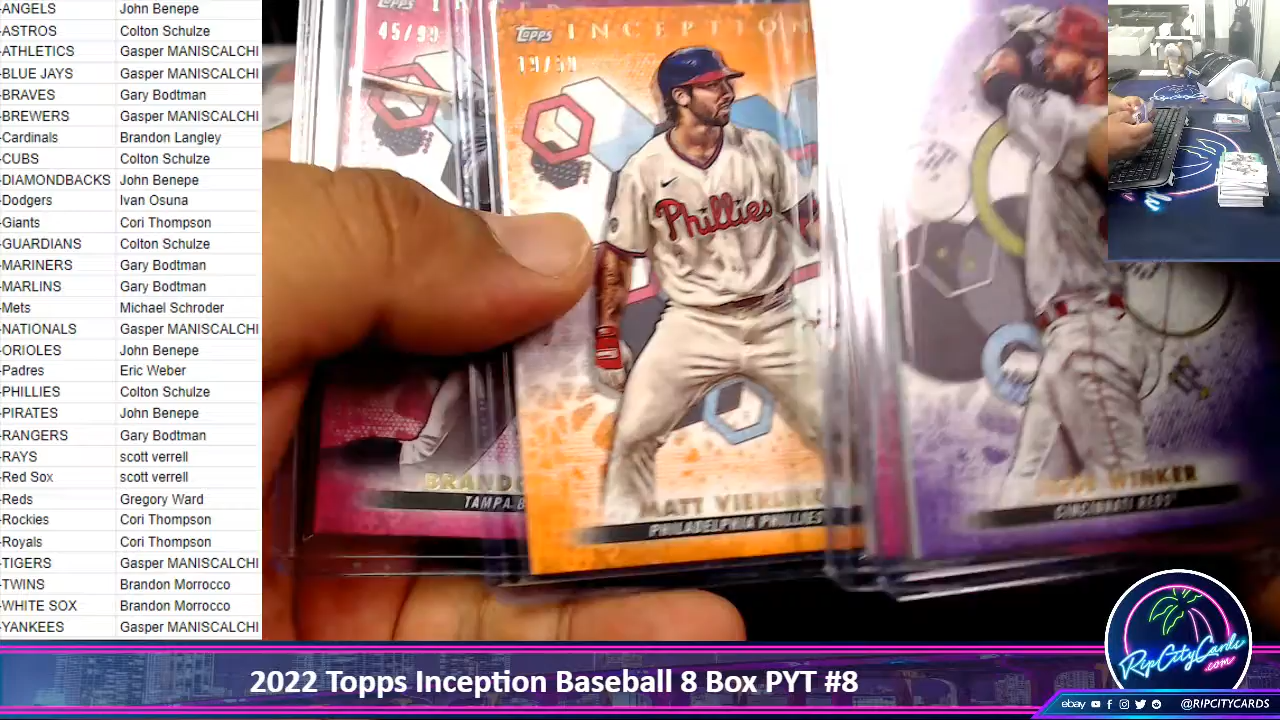 -ANGELS John Benepe
-ASTROS Colton Schulze
-ATHLETICS Gasper MANISCALCHI
-BLUE JAYS Gasper MANISCALCHI
-BRAVES Gary Bodtman
-BREWERS Gasper MANISCALCHI
-Cardinals Brandon Langley
-CUBS Colton Schulze
-DIAMONDBACKS John Benepe
-Dodgers Ivan Osuna
-Giants Cori Thompson
-GUARDIANS Colton Schulze
-MARINERS Gary Bodtman
-MARLINS Gary Bodtman
-Mets Michael Schroder
-NATIONALS Gasper MANISCALCHI
-ORIOLES John Benepe
-Padres Eric Weber
-PHILLIES Colton Schulze
-PIRATES John Benepe
-RANGERS Gary Bodtman
-RAYS scott verrell
-Red Sox scott verrell
-Reds Gregory Ward
-Rockies Cori Thompson
-Royals Cori Thompson
-TIGERS Gasper MANISCALCHI
-TWINS Brandon Morrocco
-WHITE SOX Brandon Morrocco
-YANKEES Gasper MANISCALCHI
TOPPS
45/99
TAMPA B
TOPPS INCEPTION
Phillies
MATT VIERLIN
PHILADELPHIA PHILLIES
WINKER
CINCINNATI REDS
RipCityCards
.com
2022 Topps Inception Baseball 8 Box PYT #8
ebay @RIPCITYCARDS